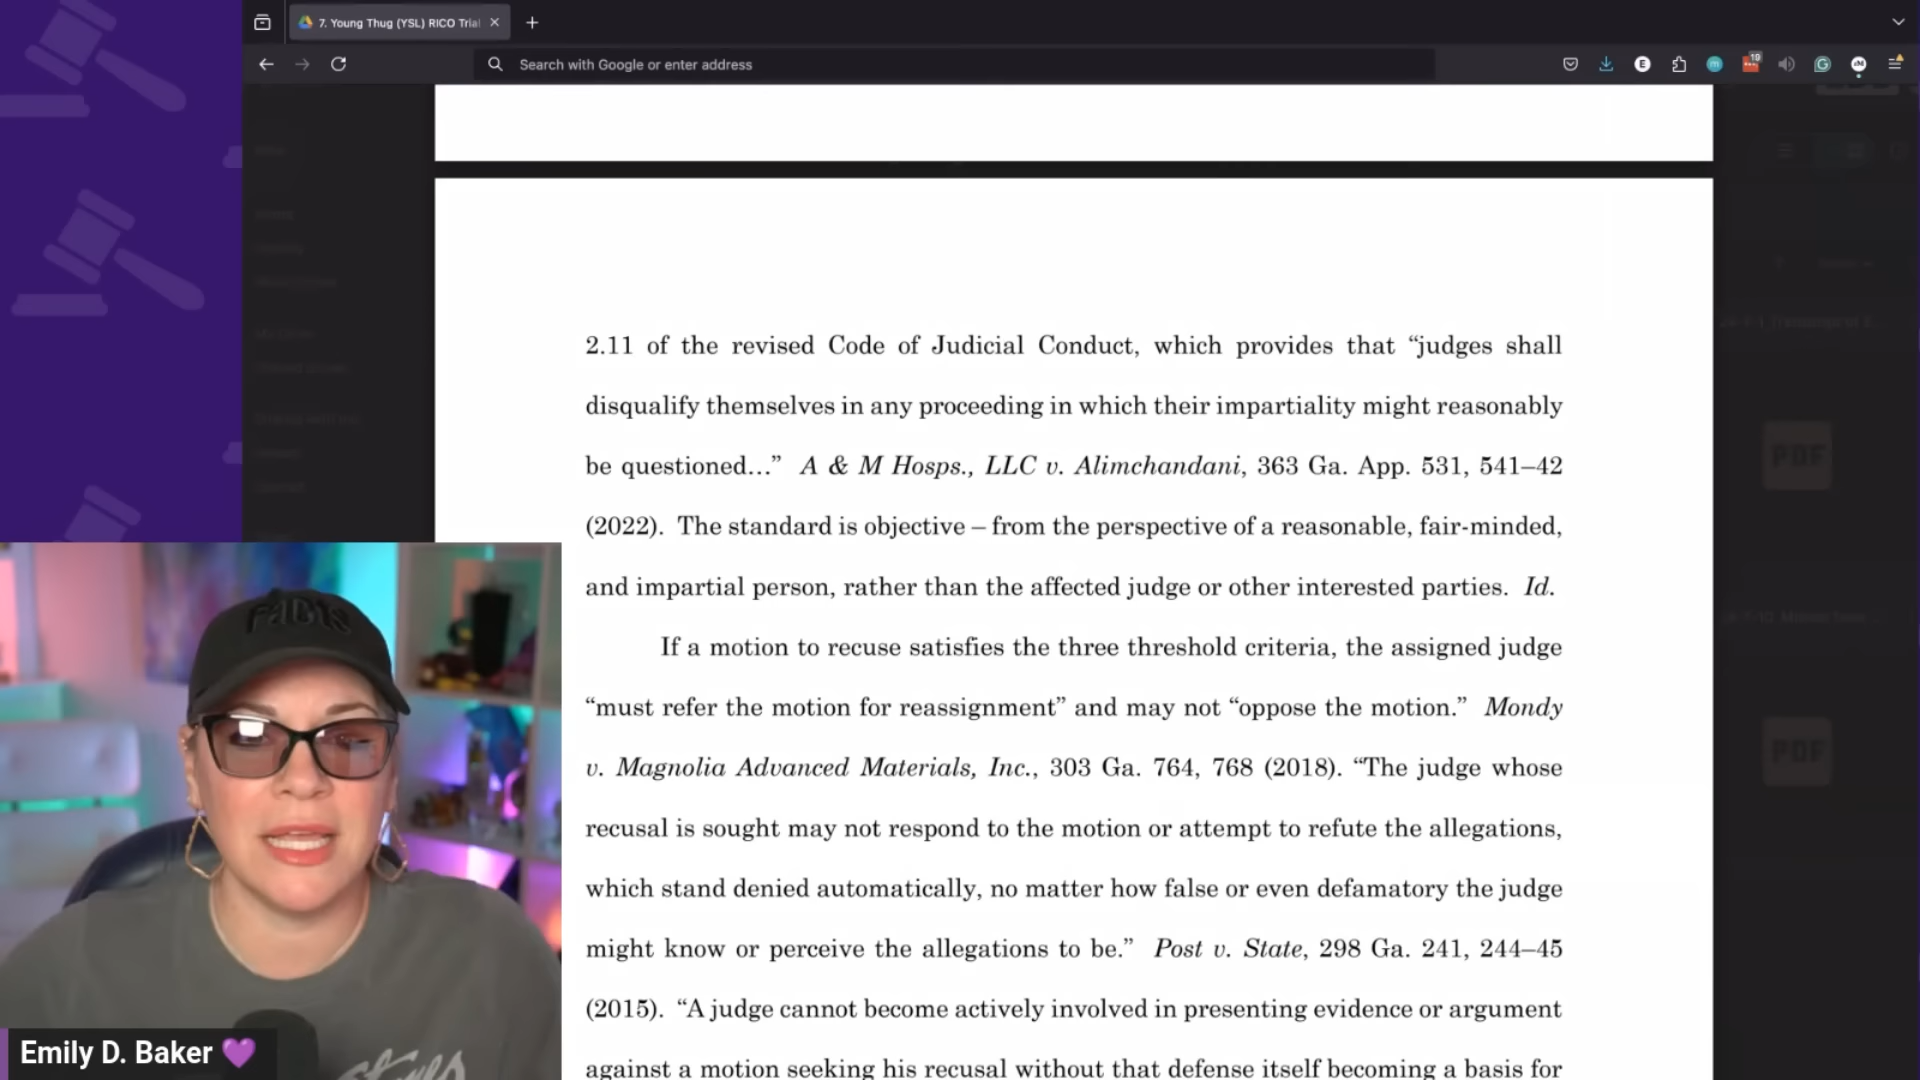 7. Young Thug (YSL) RICO Trial
Search with Google or enter address
19
2.11 of the revised Code of Judicial Conduct, which provides that “judges shall
disqualify themselves in any proceeding in which their impartiality might reasonably
be questioned…” A & M Hosps., LLC v. Alimchandani, 363 Ga. App. 531, 541–42
(2022). The standard is objective – from the perspective of a reasonable, fair-minded,
and impartial person, rather than the affected judge or other interested parties. Id.
If a motion to recuse satisfies the three threshold criteria, the assigned judge
“must refer the motion for reassignment” and may not “oppose the motion.” Mondy
v. Magnolia Advanced Materials, Inc., 303 Ga. 764, 768 (2018). “The judge whose
recusal is sought may not respond to the motion or attempt to refute the allegations,
which stand denied automatically, no matter how false or even defamatory the judge
might know or perceive the allegations to be.” Post v. State, 298 Ga. 241, 244–45
(2015). “A judge cannot become actively involved in presenting evidence or argument
against a motion seeking his recusal without that defense itself becoming a basis for
PDF
PDF
FACTS
Emily D. Baker 💜